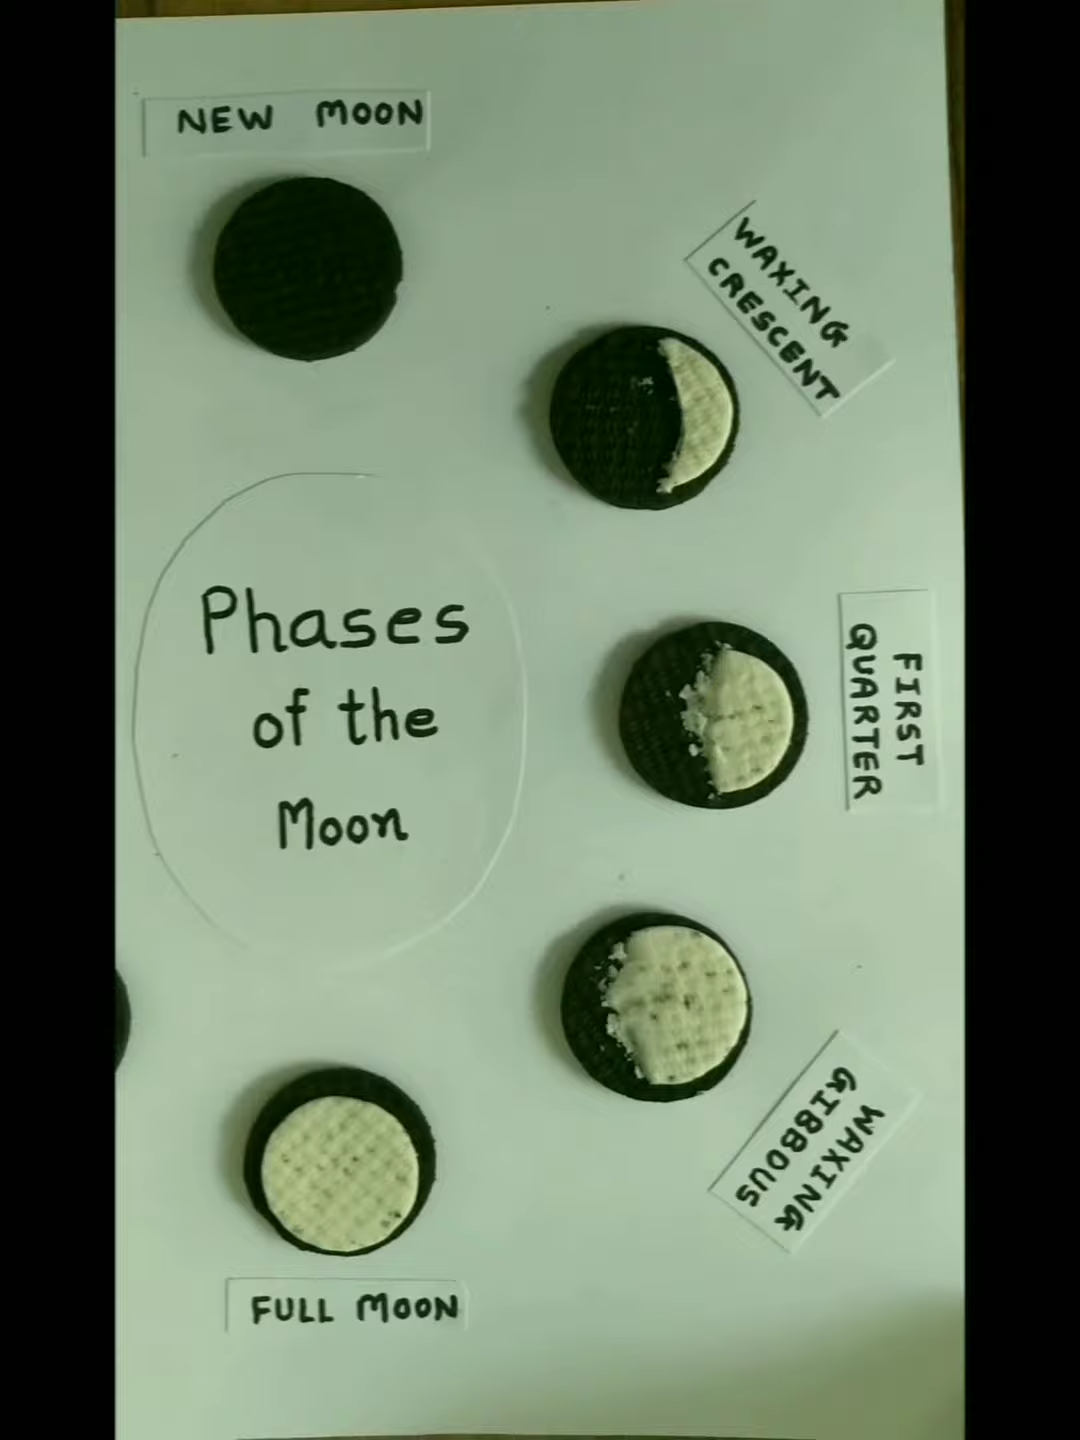 NEW MOON
WAXING
CRESCENT
FIRST
QUARTER
Phases
of the
Moon
WAXING
GIBBOUS
FULL MOON